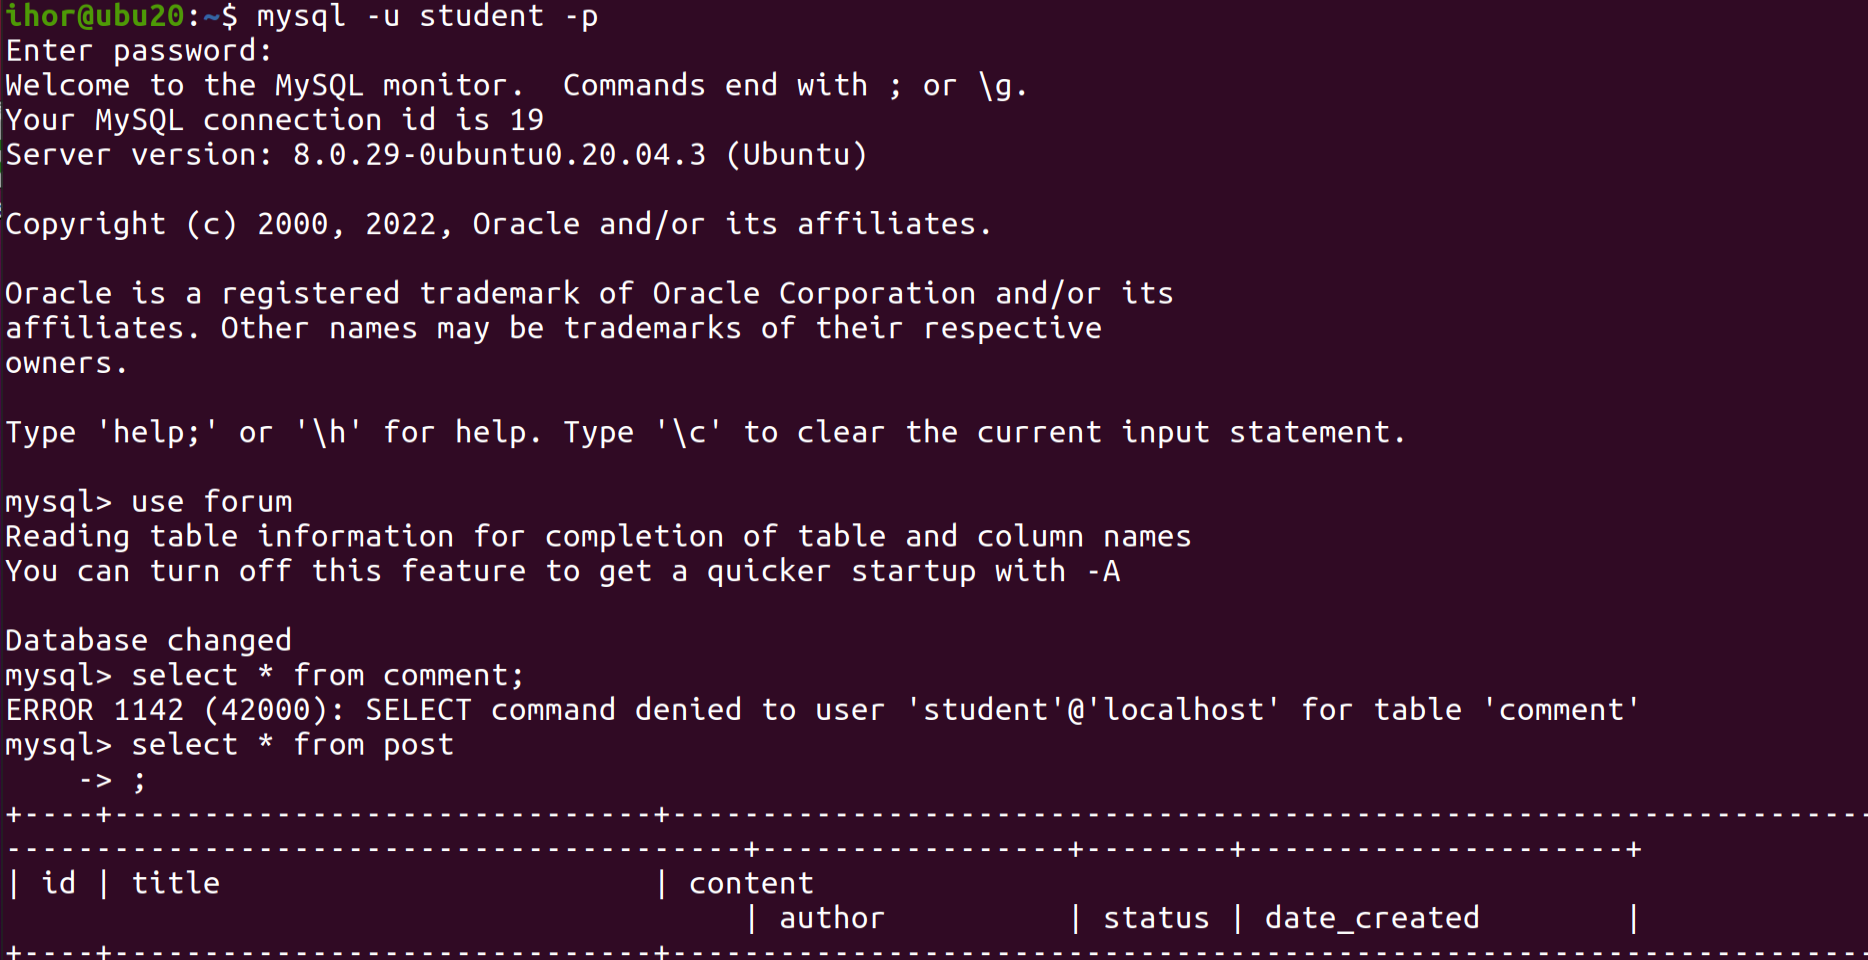 ihor@ubu20:~$ mysql -u student -p
Enter password:
Welcome to the MySQL monitor.  Commands end with ; or \g.
Your MySQL connection id is 19
Server version: 8.0.29-0ubuntu0.20.04.3 (Ubuntu)

Copyright (c) 2000, 2022, Oracle and/or its affiliates.

Oracle is a registered trademark of Oracle Corporation and/or its
affiliates. Other names may be trademarks of their respective
owners.

Type 'help;' or '\h' for help. Type '\c' to clear the current input statement.

mysql> use forum
Reading table information for completion of table and column names
You can turn off this feature to get a quicker startup with -A

Database changed
mysql> select * from comment;
ERROR 1142 (42000): SELECT command denied to user 'student'@'localhost' for table 'comment'
mysql> select * from post
    -> ;
+----+------------------------------+-------------------------------------------------------------------
-----------------------------------------+-----------------+--------+---------------------+
| id | title                        | content
                                         | author          | status | date_created        |
+----+------------------------------+-------------------------------------------------------------------